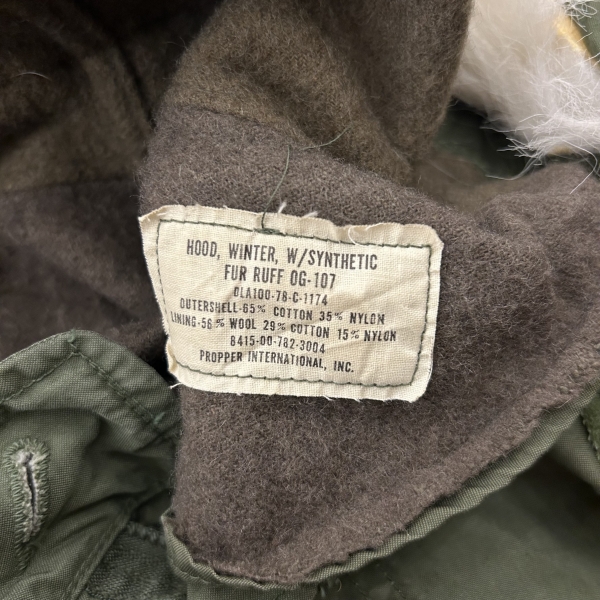 HOOD, WINTER, W/SYNTHETIC
FUR RUFF OG-107
DLA100-78-C-1174
OUTERSHELL-65% COTTON 35% NYLON
LINING-56% WOOL 29% COTTON 15% NYLON
8415-00-782-3004
PROPPER INTERNATIONAL, INC.